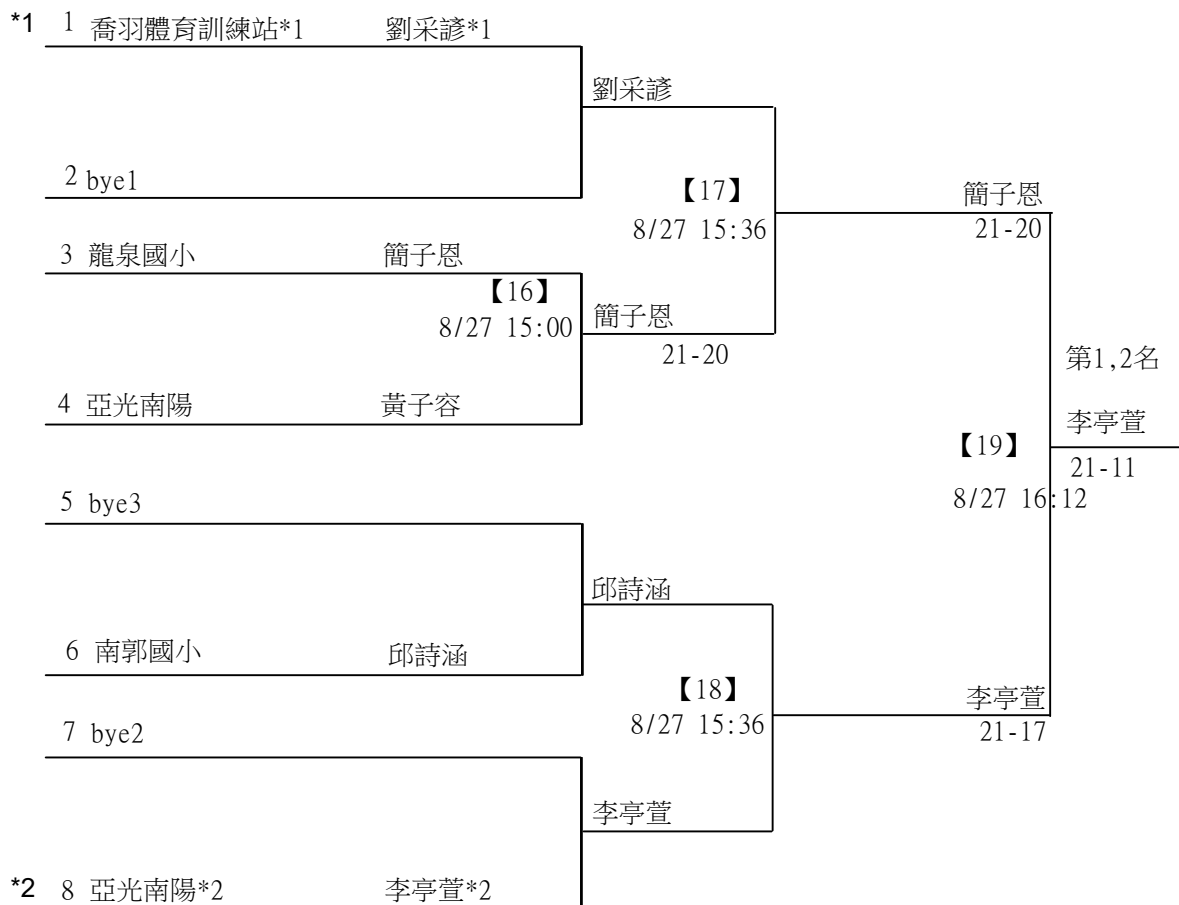 *1 1 喬羽體育訓練站*1 劉采諺*1
劉采諺
2 bye1
【17】
8/27 15:36
簡子恩
21-20
3 龍泉國小 簡子恩
【16】
8/27 15:00
簡子恩
21-20
第1,2名
4 亞光南陽 黃子容
李亭萱
【19】
21-11
8/27 16:12
5 bye3
邱詩涵
6 南郭國小 邱詩涵
【18】
8/27 15:36
李亭萱
21-17
7 bye2
李亭萱
*2 8 亞光南陽*2 李亭萱*2